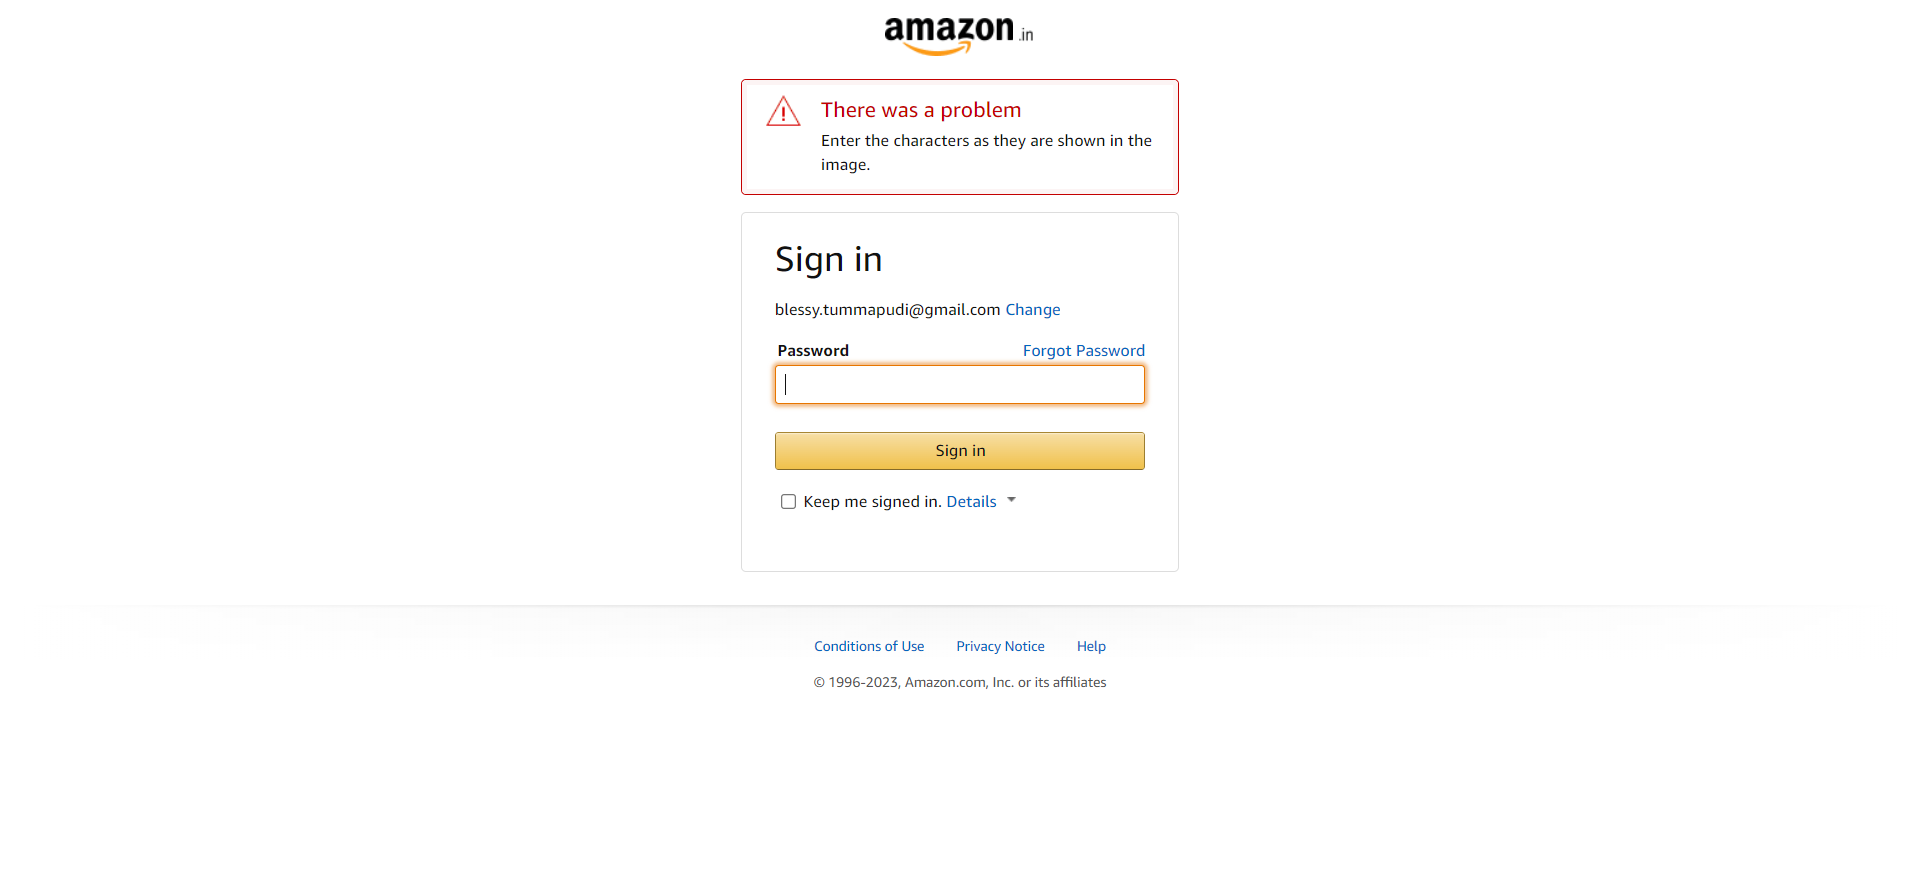 amazon.in
There was a problem
Enter the characters as they are shown in the
image.
Sign in
blessy.tummapudi@gmail.com Change
Password Forgot Password
Sign in
Keep me signed in. Details
Conditions of Use Privacy Notice Help
© 1996-2023, Amazon.com, Inc. or its affiliates